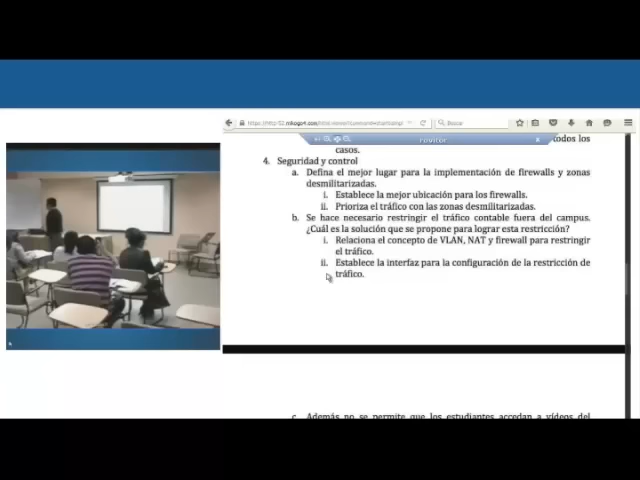 Buscar
todos los
casos.
4. Seguridad y control
a. Defina el mejor lugar para la implementación de firewalls y zonas
desmilitarizadas.
i. Establece la mejor ubicación para los firewalls.
ii. Prioriza el tráfico con las zonas desmilitarizadas.
b. Se hace necesario restringir el tráfico contable fuera del campus.
¿Cuál es la solución que se propone para lograr esta restricción?
i. Relaciona el concepto de VLAN, NAT y firewall para restringir
el tráfico.
ii. Establece la interfaz para la configuración de la restricción de
tráfico.
c. Además no se permite que los estudiantes accedan a vídeos del